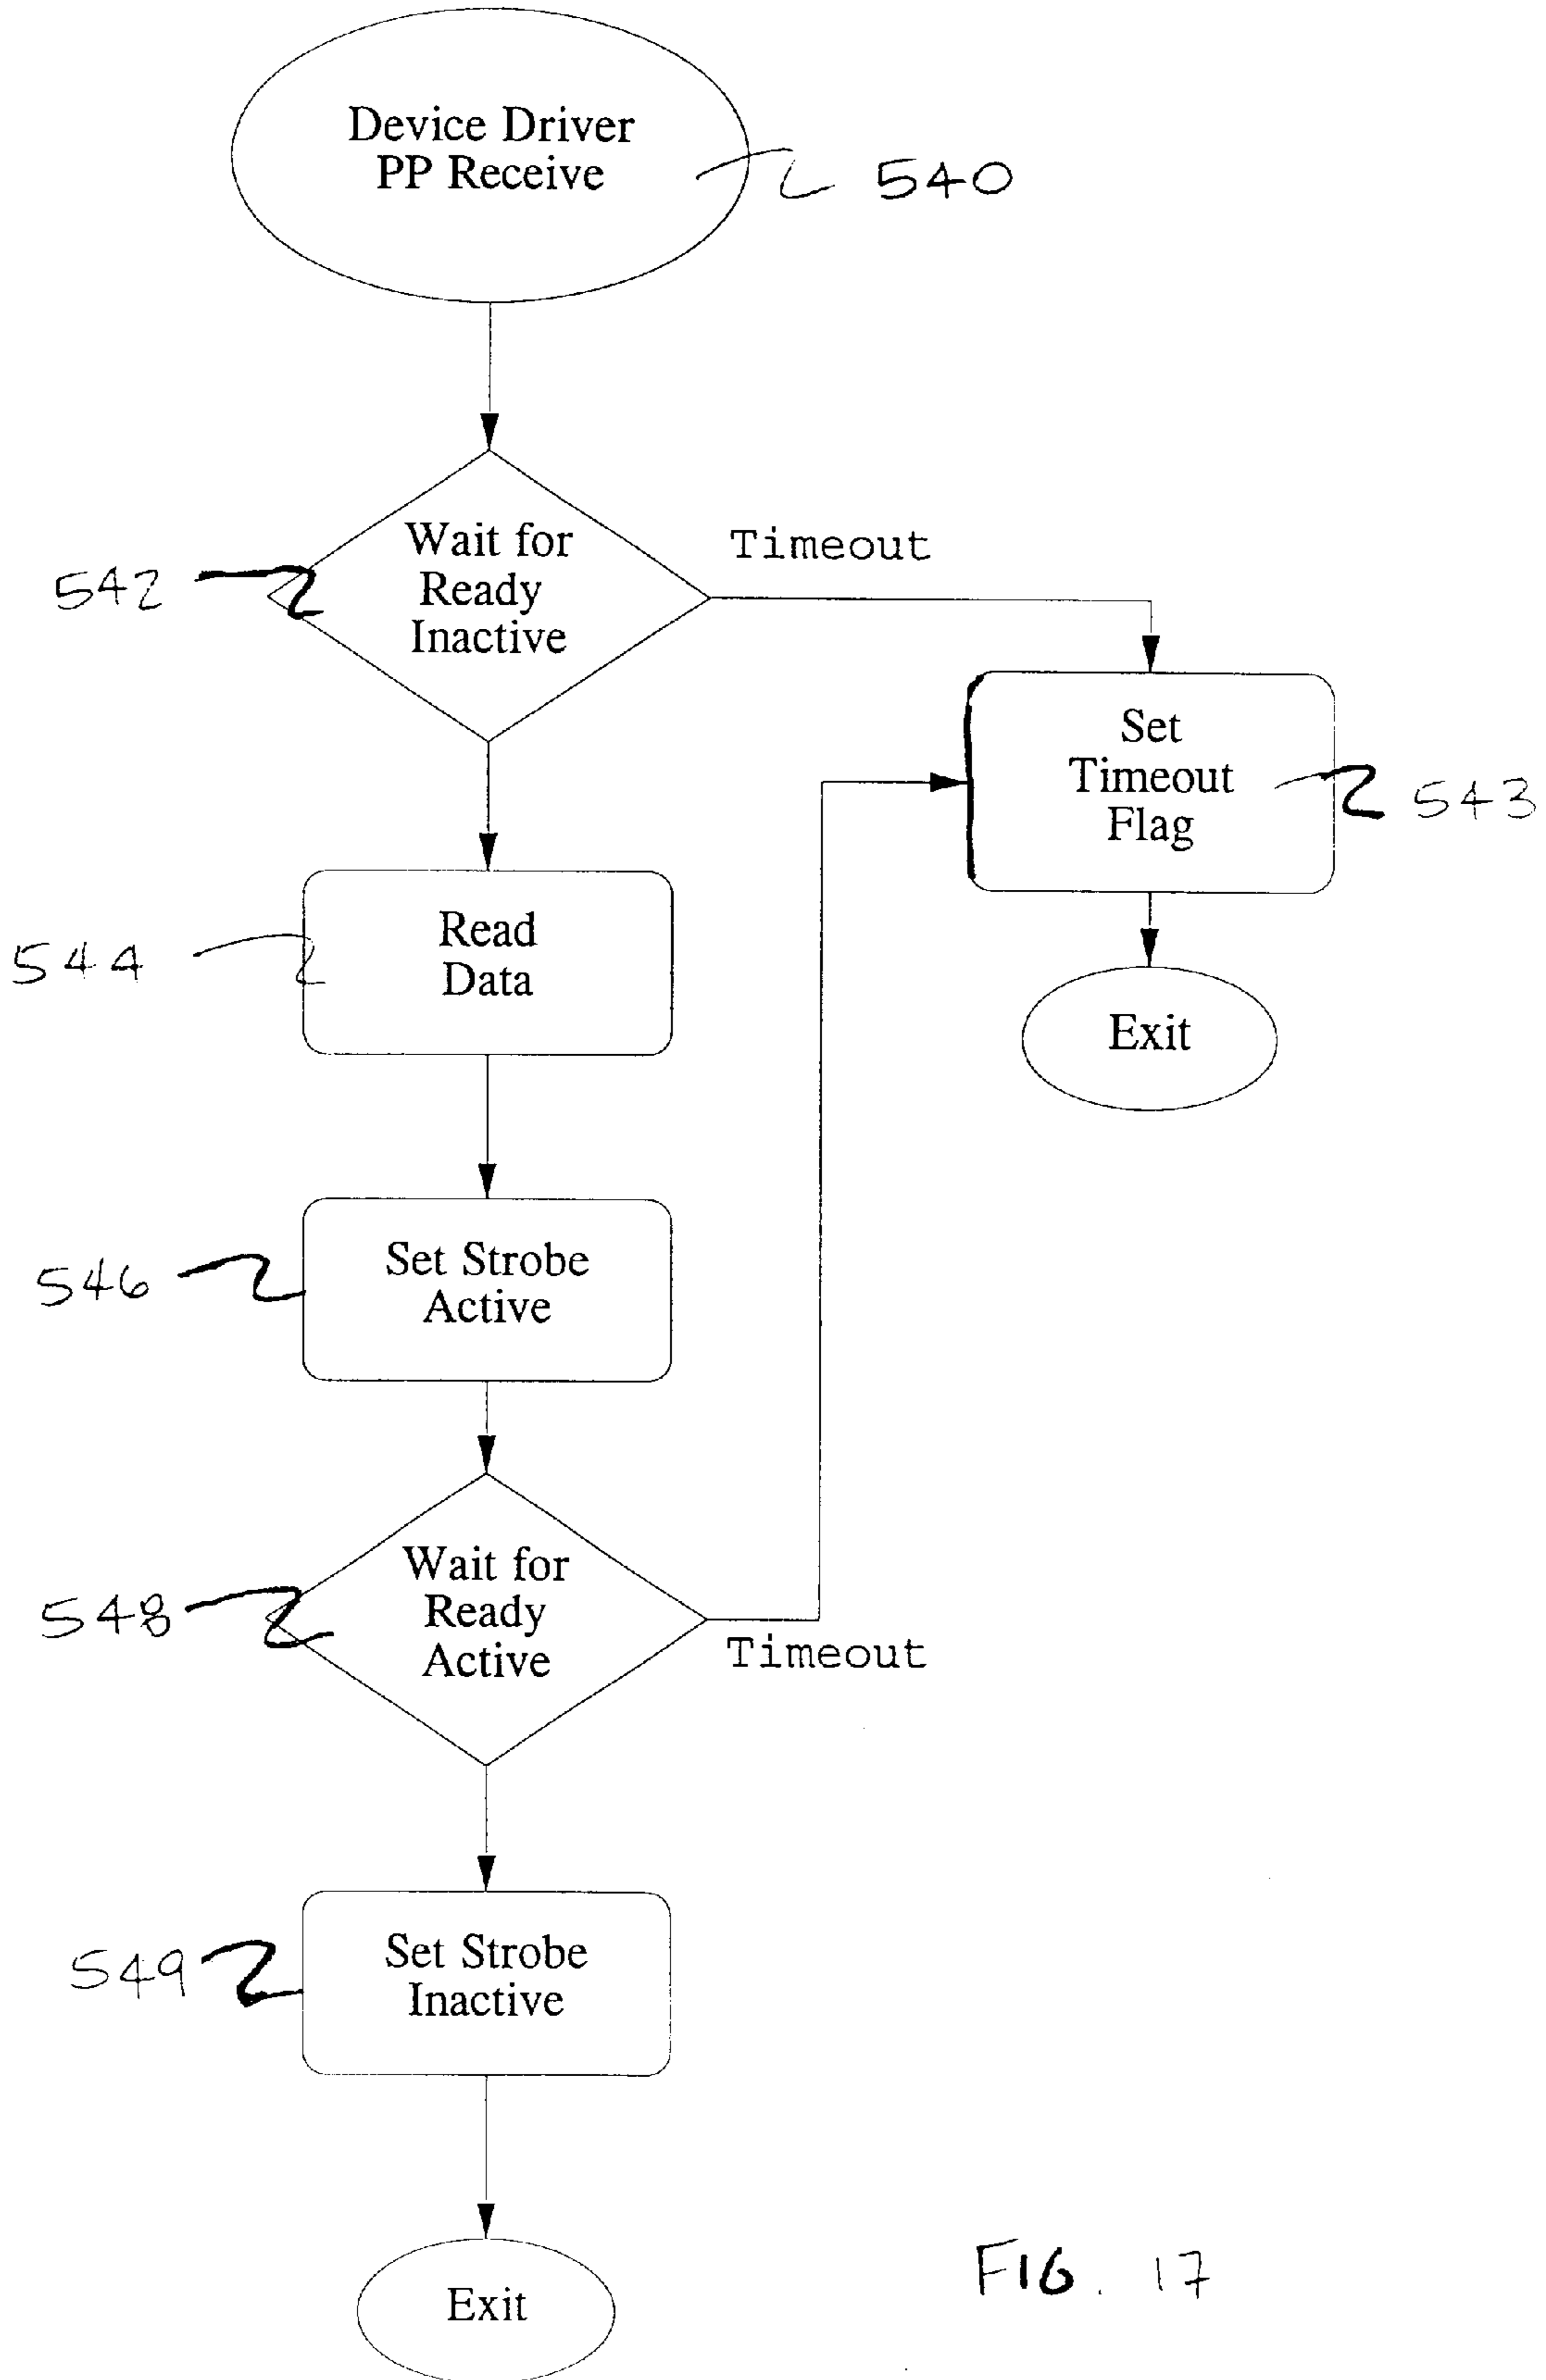 Device Driver
PP Receive
540
Wait for
Ready
Inactive
542
Timeout
Set
Timeout
Flag
543
Read
Data
544
Exit
Set Strobe
Active
546
Wait for
Ready
Active
548
Timeout
Set Strobe
Inactive
549
Exit
FIG. 17